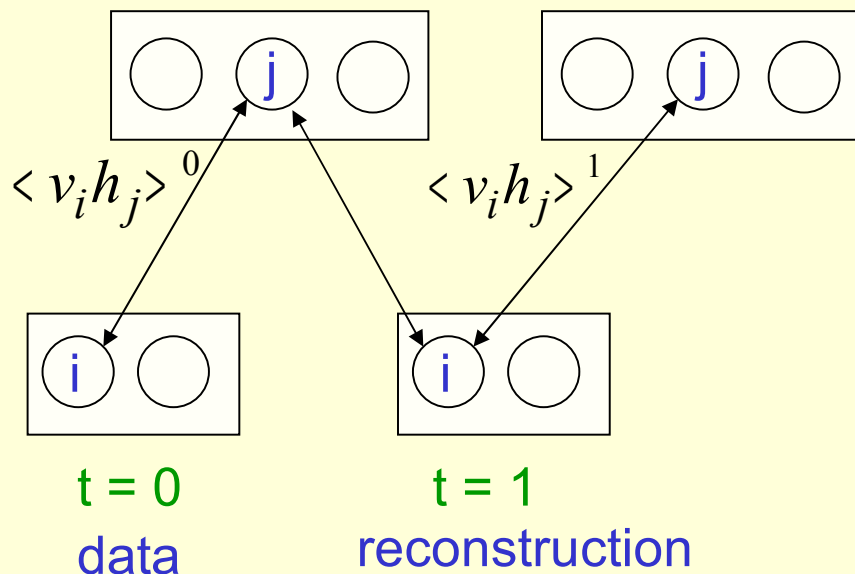 j j
< v_i h_j >^0 < v_i h_j >^1
i i
t = 0 t = 1
data reconstruction